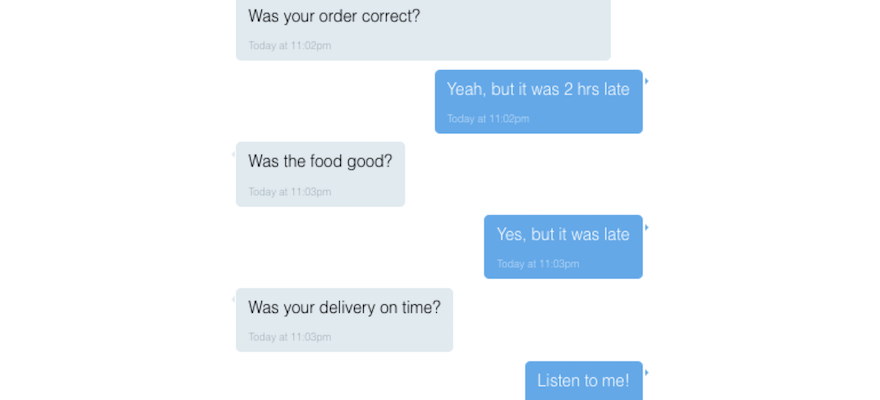 Was your order correct?
Today at 11:02pm
Yeah, but it was 2 hrs late
Today at 11:02pm
Was the food good?
Today at 11:03pm
Yes, but it was late
Today at 11:03pm
Was your delivery on time?
Today at 11:03pm
Listen to me!